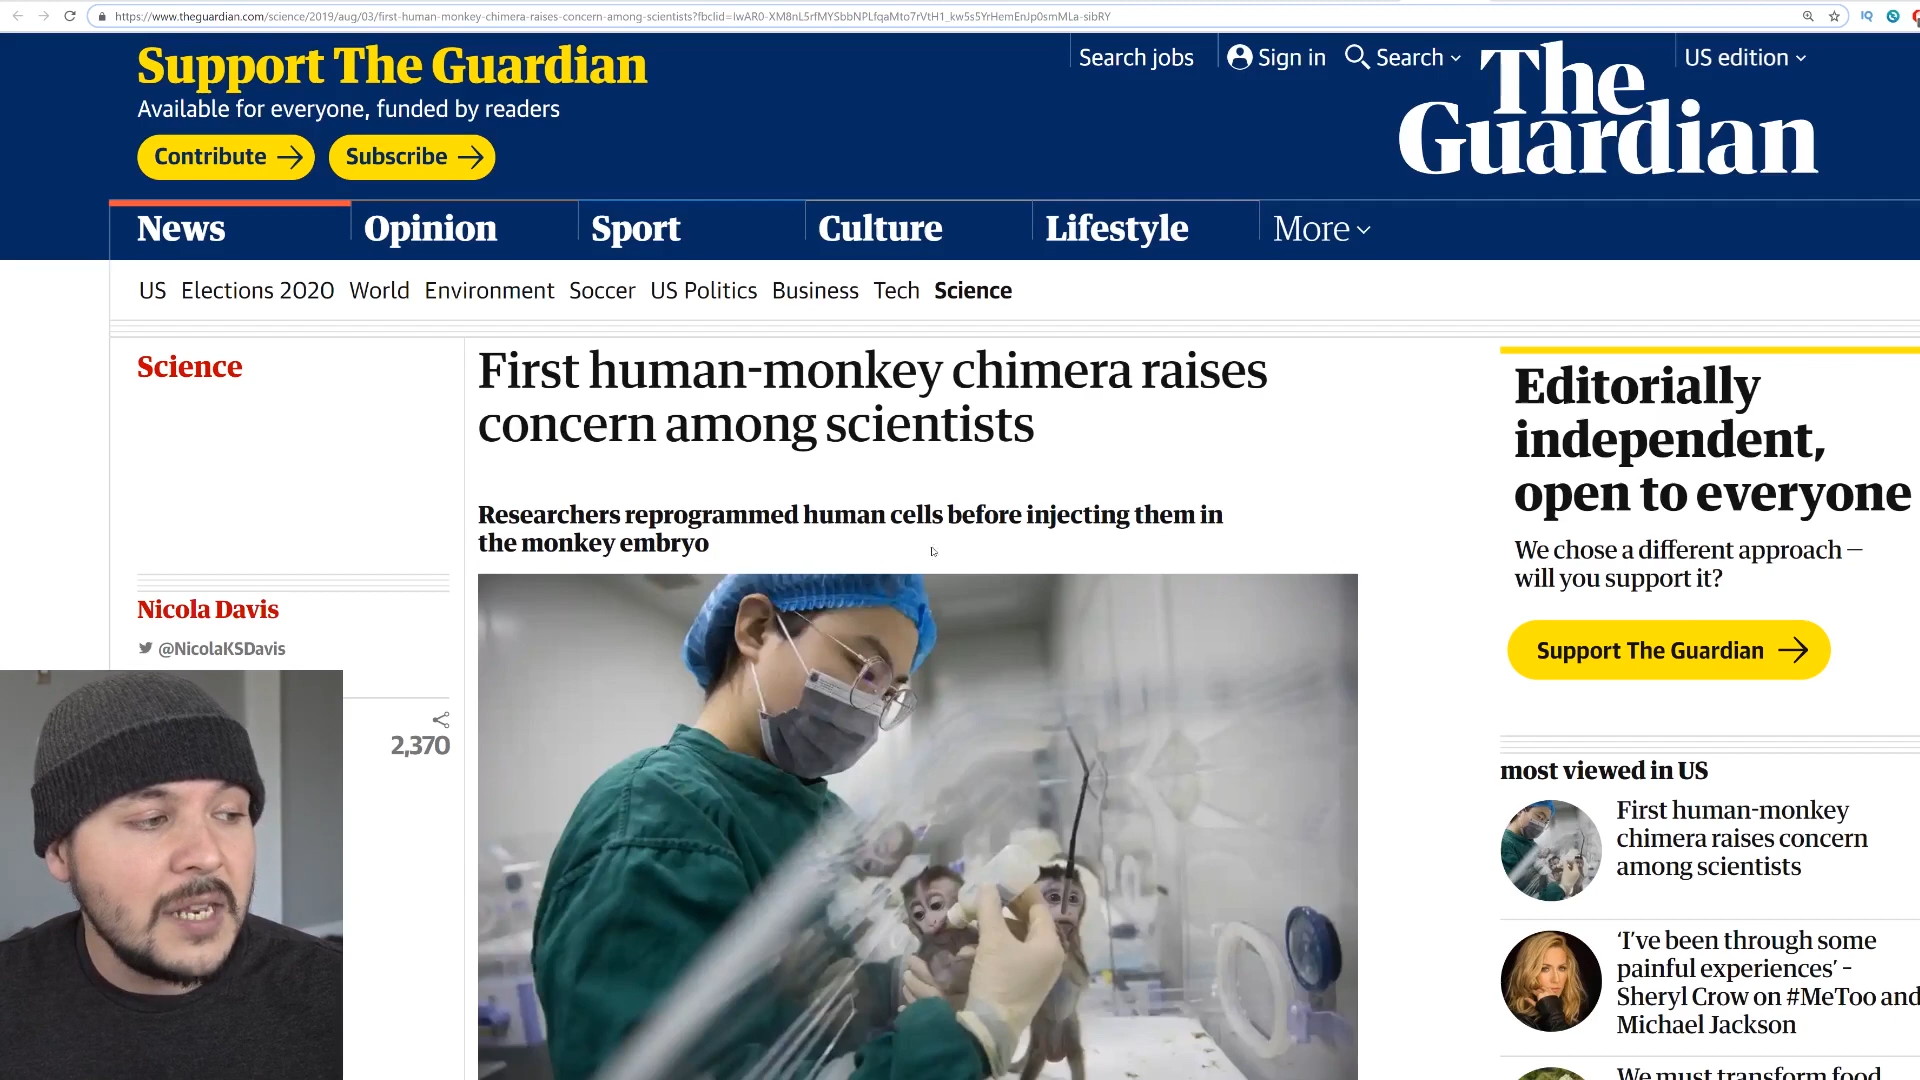 https://www.theguardian.com/science/2019/aug/03/first-human-monkey-chimera-raises-concern-among-scientists?fbclid=IwAR0-XM8nL5rfMYSbbNPLfqaMto7rVtH1_kw5s5YrHemEnJp0smMLa-sibRY
IQ
Support The Guardian
Available for everyone, funded by readers
Contribute
Subscribe
Search jobs
Sign in
Search
US edition
The
Guardian
News
Opinion
Sport
Culture
Lifestyle
More
US Elections 2020 World Environment Soccer US Politics Business Tech Science
Science
First human-monkey chimera raises
concern among scientists
Researchers reprogrammed human cells before injecting them in
the monkey embryo
Nicola Davis
@NicolaKSDavis
2,370
Editorially
independent,
open to everyone
We chose a different approach –
will you support it?
Support The Guardian
most viewed in US
First human-monkey
chimera raises concern
among scientists
‘I’ve been through some
painful experiences’ –
Sheryl Crow on #MeToo and
Michael Jackson
We must transform food